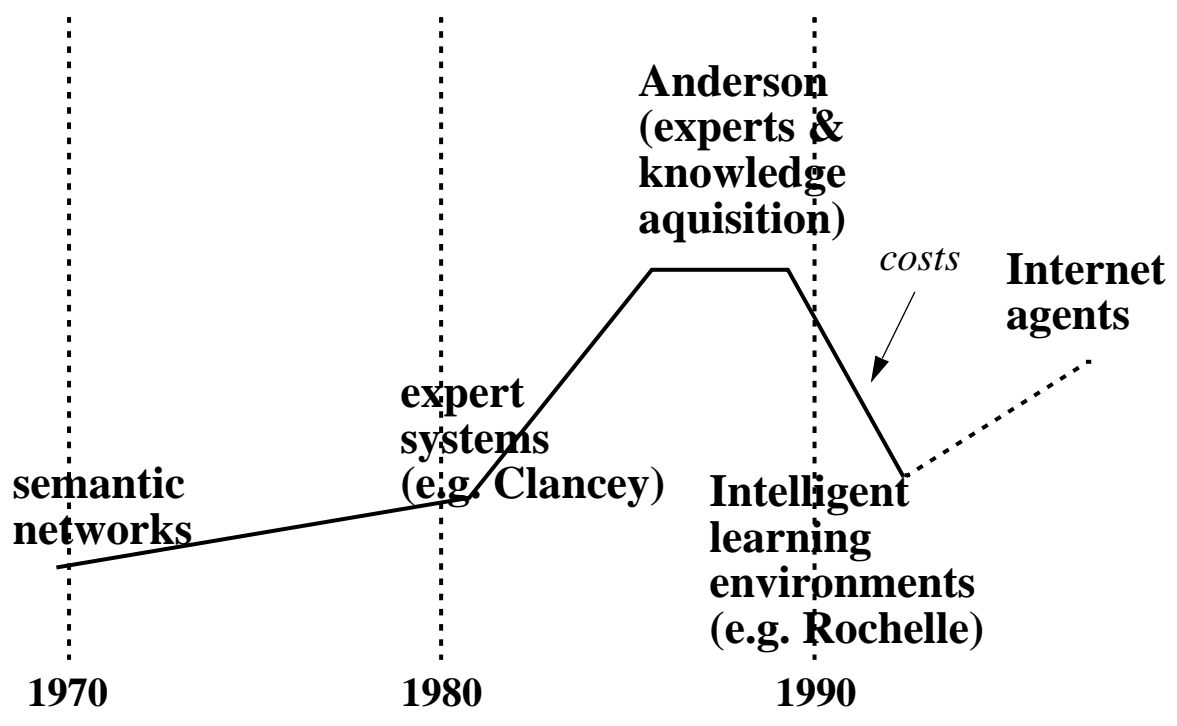 Anderson
(experts &
knowledge
aquisition)
costs
Internet
agents
expert
systems
(e.g. Clancey)
semantic
networks
Intelligent
learning
environments
(e.g. Rochelle)
1970
1980
1990